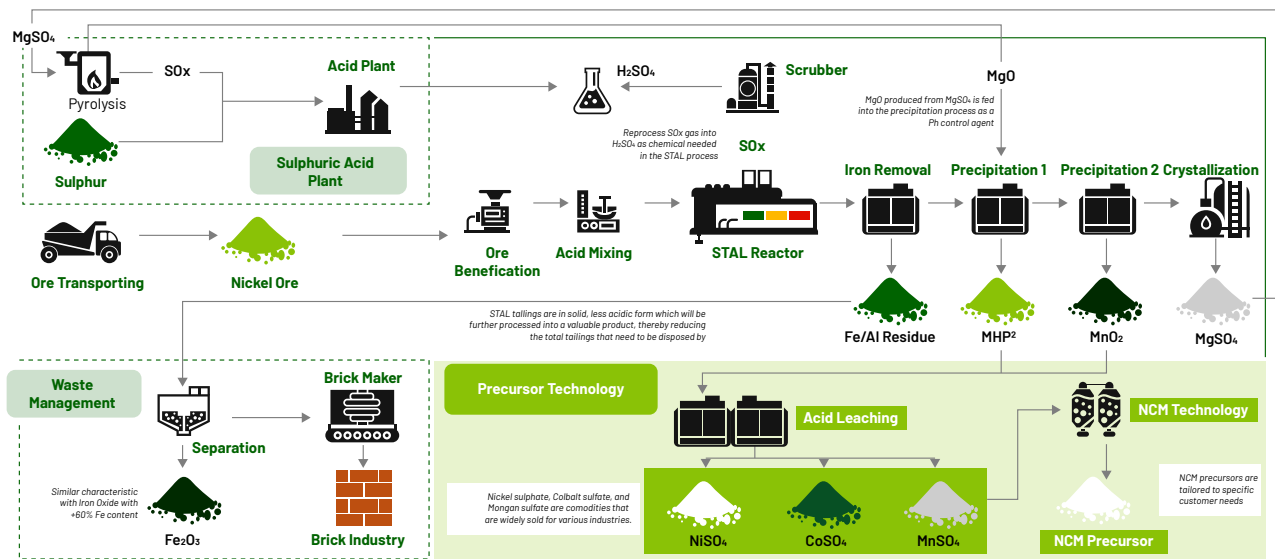 MgSO₄
Pyrolysis
SOx
Sulphur
Acid Plant
Sulphuric Acid
Plant
H₂SO₄
Scrubber
Reprocess SOx gas into
H₂SO₄ as chemical needed
in the STAL process
SOx
MgO
MgO produced from MgSO₄ is fed
into the precipitation process as a
Ph control agent
Ore Transporting
Nickel Ore
Ore
Benefication
Acid Mixing
STAL Reactor
Iron Removal
Precipitation 1
Precipitation 2
Crystallization
STAL tallings are in solid, less acidic form which will be
further processed into a valuable product, thereby reducing
the total tailings that need to be disposed by
Fe/Al Residue
MHP²
MnO₂
MgSO₄
Waste
Management
Separation
Brick Maker
Similar characteristic
with Iron Oxide with
+60% Fe content
Fe₂O₃
Brick Industry
Precursor Technology
Acid Leaching
NCM Technology
Nickel sulphate, Colbalt sulfate, and
Mongan sulfate are comodities that
are widely sold for various industries.
NiSO₄
CoSO₄
MnSO₄
NCM precursors are
tailored to specific
customer needs
NCM Precursor